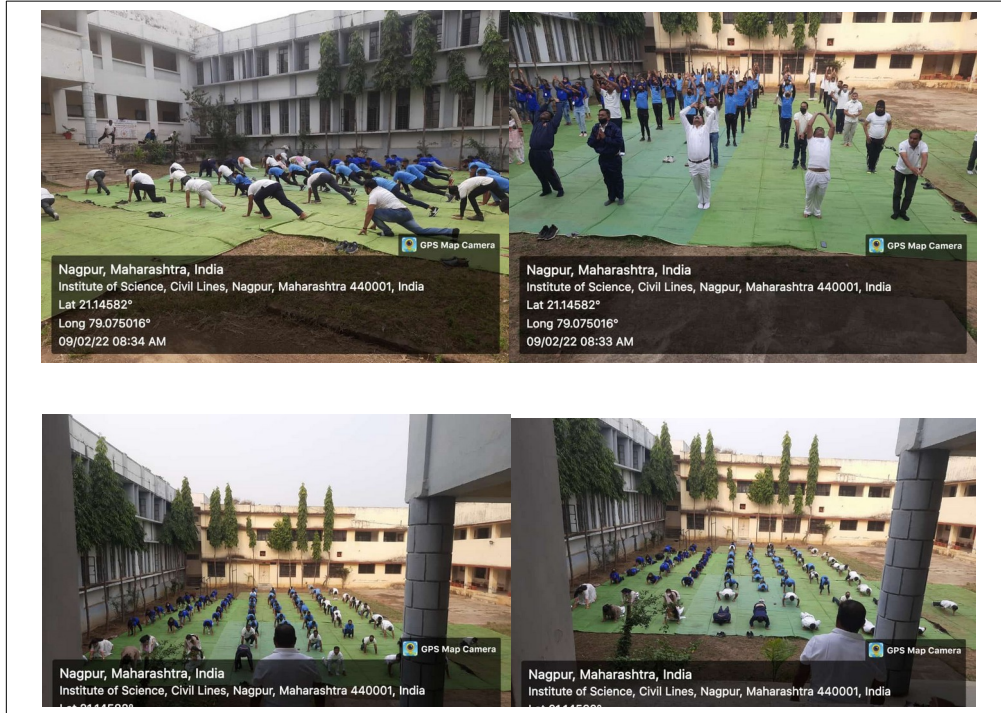 GPS Map Camera
Nagpur, Maharashtra, India
Institute of Science, Civil Lines, Nagpur, Maharashtra 440001, India
Lat 21.14582°
Long 79.075016°
09/02/22 08:34 AM
GPS Map Camera
Nagpur, Maharashtra, India
Institute of Science, Civil Lines, Nagpur, Maharashtra 440001, India
Lat 21.14582°
Long 79.075016°
09/02/22 08:33 AM
GPS Map Camera
Nagpur, Maharashtra, India
Institute of Science, Civil Lines, Nagpur, Maharashtra 440001, India
GPS Map Camera
Nagpur, Maharashtra, India
Institute of Science, Civil Lines, Nagpur, Maharashtra 440001, India